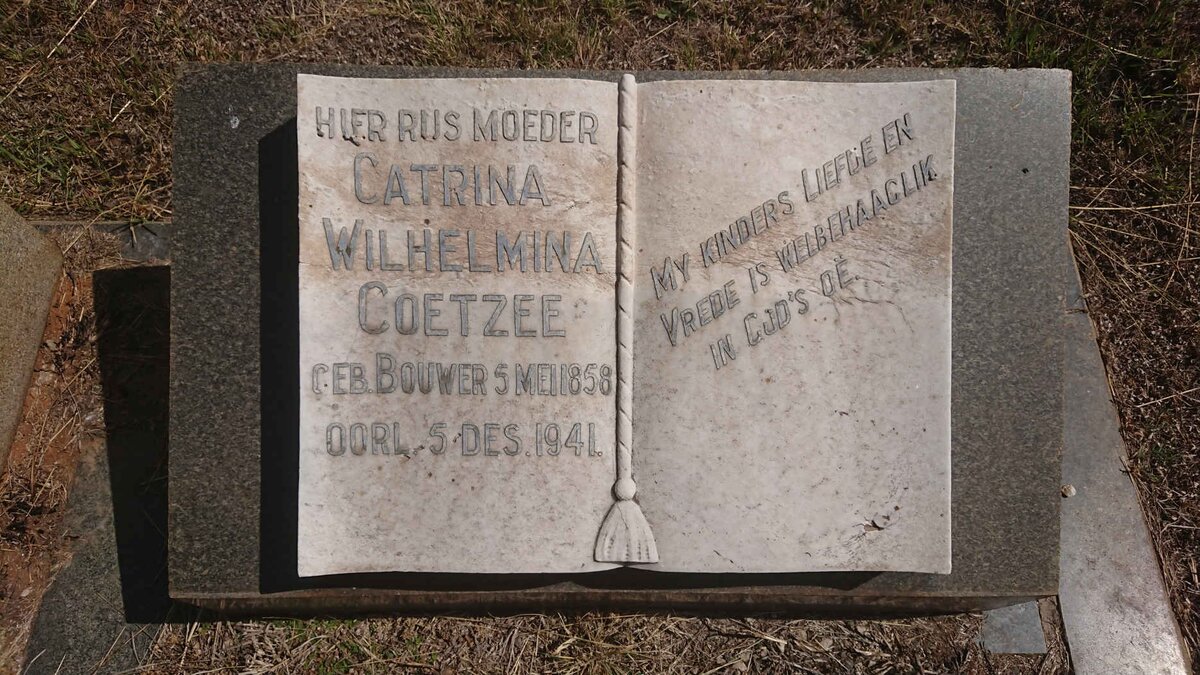 HIER RUS MOEDER
CATRINA
WILHELMINA
COETZEE
GEB. BOUWER 5 MEI 1858
OORL. 5 DES. 1941.
MY KINDERS LIEFDE EN
VREDE IS WELBEHAAGLIK
IN GOD'S OË.